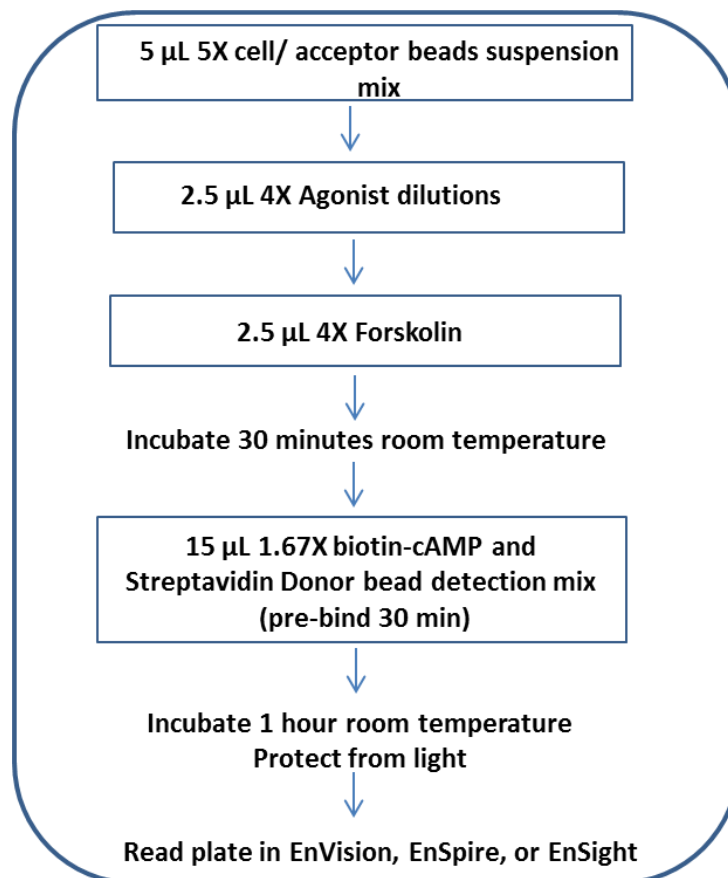 5 µL 5X cell/ acceptor beads suspension
mix
2.5 µL 4X Agonist dilutions
2.5 µL 4X Forskolin
Incubate 30 minutes room temperature
15 µL 1.67X biotin-cAMP and
Streptavidin Donor bead detection mix
(pre-bind 30 min)
Incubate 1 hour room temperature
Protect from light
Read plate in EnVision, EnSpire, or EnSight